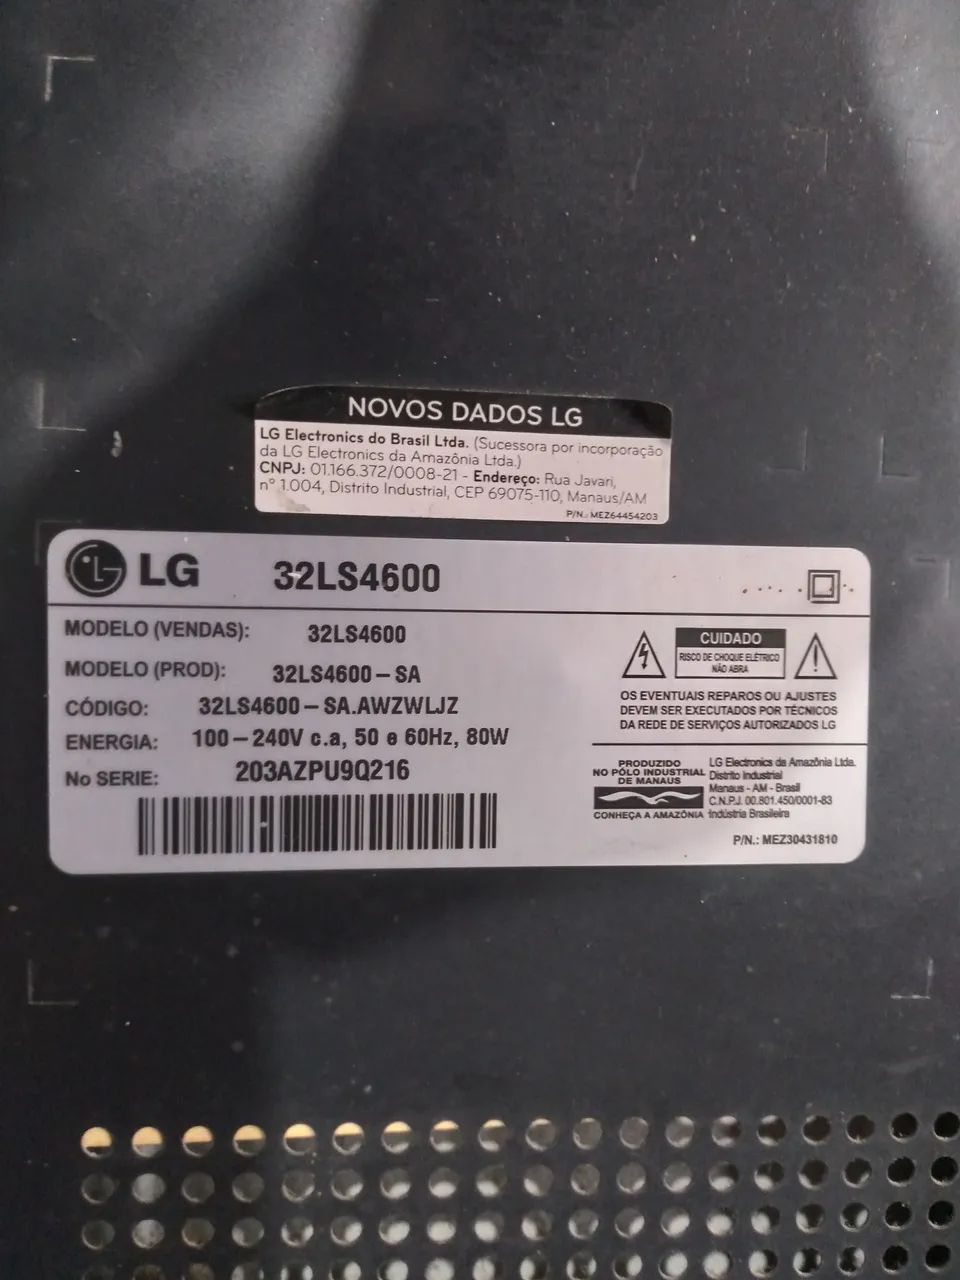 NOVOS DADOS LG
LG Electronics do Brasil Ltda. (Sucessora por incorporação
da LG Electronics da Amazônia Ltda.)
CNPJ: 01.166.372/0008-21 - Endereço: Rua Javari,
nº 1.004, Distrito Industrial, CEP 69075-110, Manaus/AM
P/N.: MEZ64454203
LG 32LS4600
MODELO (VENDAS): 32LS4600
MODELO (PROD): 32LS4600-SA
CÓDIGO: 32LS4600-SA.AWZWLJZ
ENERGIA: 100-240V c.a, 50 e 60Hz, 80W
No SERIE: 203AZPU9Q216
CUIDADO
RISCO DE CHOQUE ELÉTRICO
NÃO ABRA
OS EVENTUAIS REPAROS OU AJUSTES
DEVEM SER EXECUTADOS POR TÉCNICOS
DA REDE DE SERVIÇOS AUTORIZADOS LG
PRODUZIDO
NO PÓLO INDUSTRIAL
DE MANAUS
CONHEÇA A AMAZÔNIA
LG Electronics da Amazônia Ltda.
Distrito Industrial
Manaus - AM - Brasil
C.N.P.J. 00.801.450/0001-83
Indústria Brasileira
P/N.: MEZ30431810